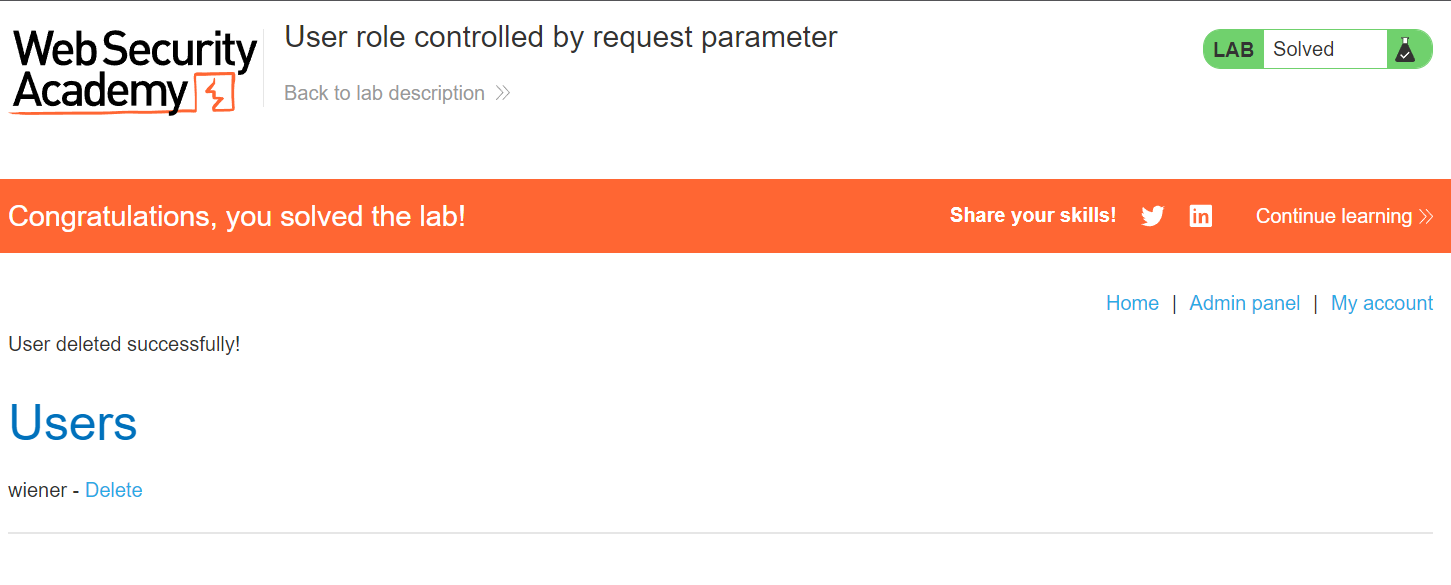 Web Security
Academy
User role controlled by request parameter
Back to lab description
LAB Solved
Congratulations, you solved the lab!
Share your skills!
in
Continue learning
Home | Admin panel | My account
User deleted successfully!
Users
wiener - Delete